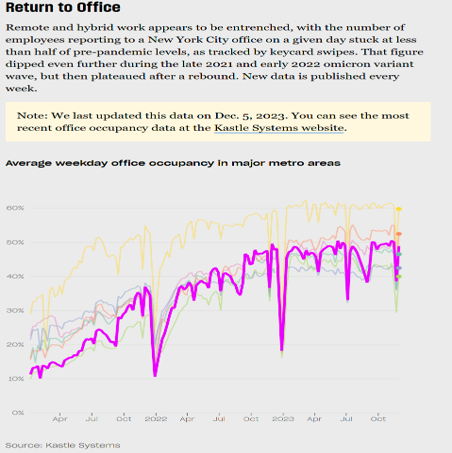 Return to Office
Remote and hybrid work appears to be entrenched, with the number of
employees reporting to a New York City office on a given day stuck at less
than half of pre-pandemic levels, as tracked by keycard swipes. That figure
dipped even further during the late 2021 and early 2022 omicron variant
wave, but then plateaued after a rebound. New data is published every
week.
Note: We last updated this data on Dec. 5, 2023. You can see the most
recent office occupancy data at the Kastle Systems website.
Average weekday office occupancy in major metro areas
60%
50%
40%
30%
20%
10%
0%
Apr Jul Oct 2022 Apr Jul Oct 2023 Apr Jul Oct
Source: Kastle Systems